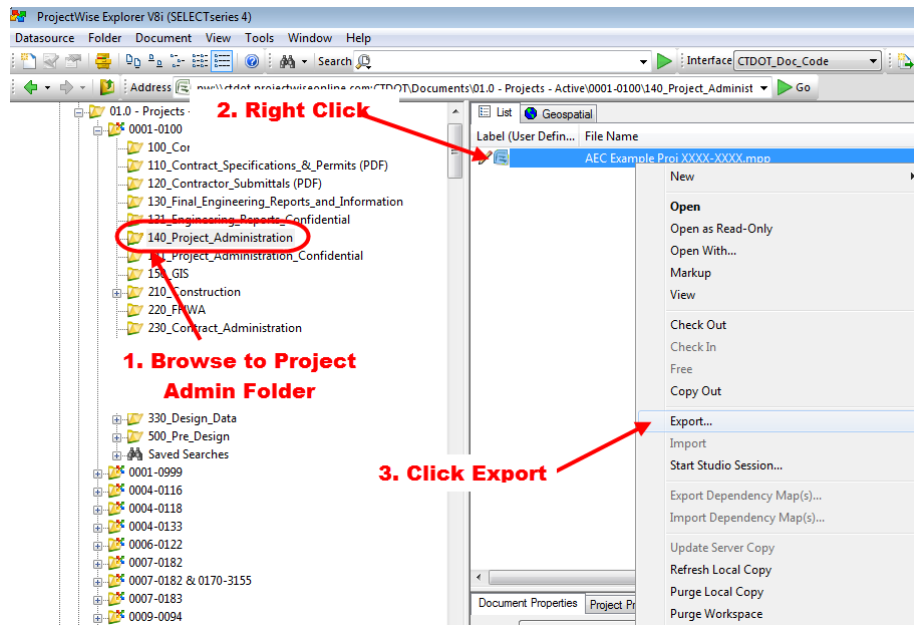 ProjectWise Explorer V8i (SELECTseries 4)
Datasource Folder Document View Tools Window Help
Search Interface CTDOT_Doc_Code
Address pw:\\ctdot.projectwiseonline.com:CTDOT\Documents\01.0 - Projects - Active\0001-0100\140_Project_Administ Go
01.0 - Projects -
2. Right Click
0001-0100
100_Cor
110_Contract_Specifications_&_Permits (PDF)
120_Contractor_Submittals (PDF)
130_Final_Engineering_Reports_and_Information
131_Engineering_Reports_Confidential
140_Project_Administration
141_Project_Administration_Confidential
150_GIS
210_Construction
220_FHWA
230_Contract_Administration
1. Browse to Project
Admin Folder
330_Design_Data
500_Pre_Design
Saved Searches
0001-0999
0004-0116
0004-0118
0004-0133
0006-0122
0007-0182
0007-0182 & 0170-3155
0007-0183
0009-0094
List Geospatial
Label (User Defin... File Name
AEC Example Proj XXXX-XXXX.mpp
New
Open
Open as Read-Only
Open With...
Markup
View
Check Out
Check In
Free
Copy Out
Export...
Import
Start Studio Session...
Export Dependency Map(s)...
Import Dependency Map(s)...
Update Server Copy
Refresh Local Copy
Purge Local Copy
Purge Workspace
3. Click Export
Document Properties Project Pr